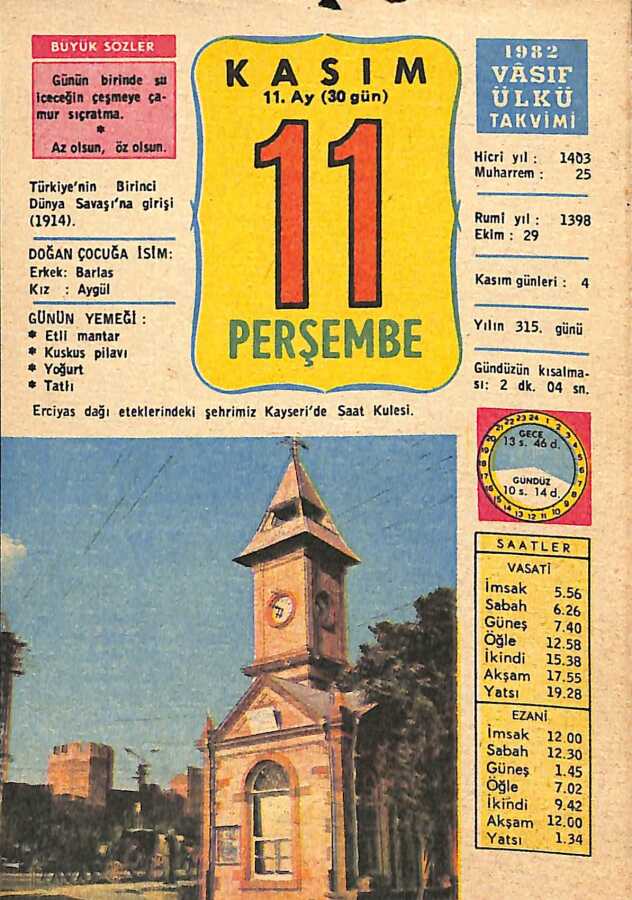 BÜYÜK SÖZLER
Günün birinde su
içeceğin çeşmeye ça-
mur sıçratma.
*
Az olsun, öz olsun.
Türkiye'nin Birinci
Dünya Savaşı'na girişi
(1914).
DOĞAN ÇOCUĞA İSİM:
Erkek: Barlas
Kız : Aygül
GÜNÜN YEMEĞİ :
* Etli mantar
* Kuskus pilavı
* Yoğurt
* Tatlı
KASIM
11. Ay (30 gün)
11
PERŞEMBE
1982
VÂSIF
ÜLKÜ
TAKVİMİ
Hicri yıl : 1403
Muharrem : 25
Rumî yıl : 1398
Ekim : 29
Kasım günleri : 4
Yılın 315. günü
Gündüzün kısalma-
sı: 2 dk. 04 sn.
Erciyas dağı eteklerindeki şehrimiz Kayseri'de Saat Kulesi.
GECE
13 s. 46 d.
GÜNDÜZ
10 s. 14 d.
SAATLER
VASATİ
İmsak 5.56
Sabah 6.26
Güneş 7.40
Öğle 12.58
İkindi 15.38
Akşam 17.55
Yatsı 19.28
EZANİ
İmsak 12.00
Sabah 12.30
Güneş 1.45
Öğle 7.02
İkindi 9.42
Akşam 12.00
Yatsı 1.34